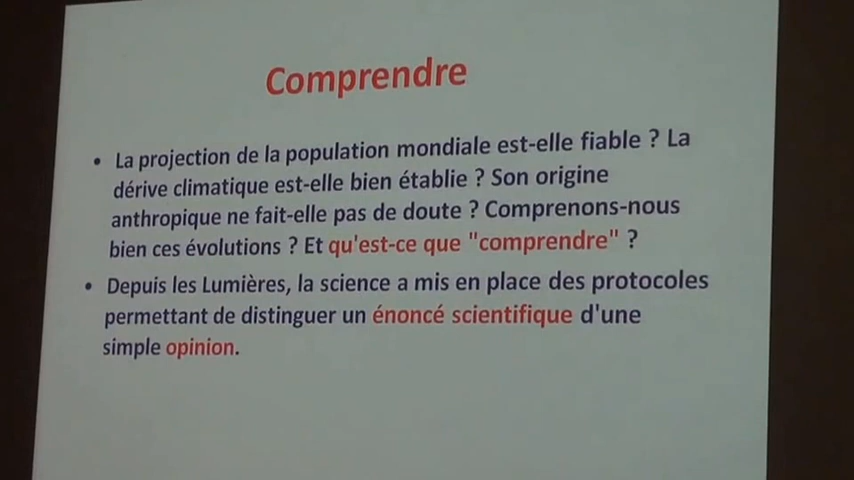 Comprendre
• La projection de la population mondiale est-elle fiable ? La
dérive climatique est-elle bien établie ? Son origine
anthropique ne fait-elle pas de doute ? Comprenons-nous
bien ces évolutions ? Et qu'est-ce que "comprendre" ?
• Depuis les Lumières, la science a mis en place des protocoles
permettant de distinguer un énoncé scientifique d'une
simple opinion.